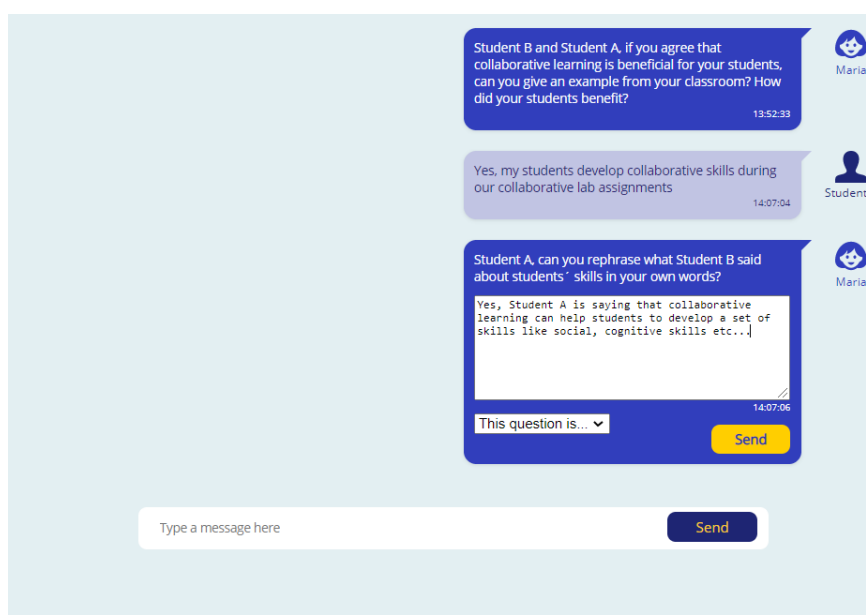 Student B and Student A, if you agree that
collaborative learning is beneficial for your students,
can you give an example from your classroom? How
did your students benefit?
13:52:33
Maria
Yes, my students develop collaborative skills during
our collaborative lab assignments
14:07:04
Student
Student A, can you rephrase what Student B said
about students´ skills in your own words?
Maria
Yes, Student A is saying that collaborative
learning can help students to develop a set of
skills like social, cognitive skills etc...
14:07:06
This question is...
Send
Type a message here
Send